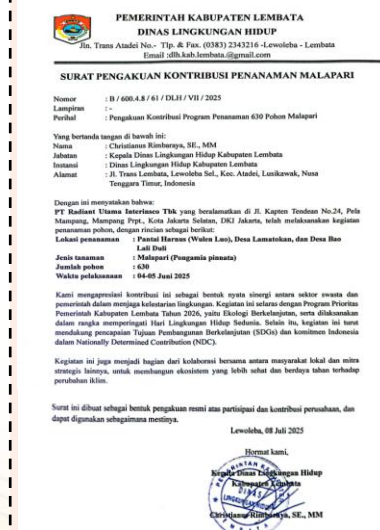 PEMERINTAH KABUPATEN LEMBATA
DINAS LINGKUNGAN HIDUP
Jln. Trans Atadei No.- Tlp. & Fax. (0383) 2343216 -Lewoleba - Lembata
Email :dlh.kab.lembata.@gmail.com
SURAT PENGAKUAN KONTRIBUSI PENANAMAN MALAPARI
Nomor : B / 600.4.8 / 61 / DLH / VII / 2025
Lampiran : -
Perihal : Pengakuan Kontribusi Program Penanaman 630 Pohon Malapari
Yang bertanda tangan di bawah ini:
Nama : Christianus Rimbaraya, SE., MM
Jabatan : Kepala Dinas Lingkungan Hidup Kabupaten Lembata
Instansi : Dinas Lingkungan Hidup Kabupaten Lembata
Alamat : Jl. Trans Lembata, Lewoleba Sel., Kec. Atadei, Lusikawak, Nusa
Tenggara Timur, Indonesia
Dengan ini menyatakan bahwa:
PT Radiant Utama Interinsco Tbk yang beralamatkan di Jl. Kapten Tendean No.24, Pela
Mampang, Mampang Prpt., Kota Jakarta Selatan, DKI Jakarta, telah melaksanakan kegiatan
penanaman pohon, dengan rincian sebagai berikut:
Lokasi penanaman : Pantai Harnus (Wulen Luo), Desa Lamatokan, dan Desa Bao
Lali Duli
Jenis tanaman : Malapari (Pongamia pinnata)
Jumlah pohon : 630
Waktu pelaksanaan : 04-05 Juni 2025
Kami mengapresiasi kontribusi ini sebagai bentuk nyata sinergi antara sektor swasta dan
pemerintah dalam menjaga kelestarian lingkungan. Kegiatan ini selaras dengan Program Prioritas
Pemerintah Kabupaten Lembata Tahun 2026, yaitu Ekologi Berkelanjutan, serta dilaksanakan
dalam rangka memperingati Hari Lingkungan Hidup Sedunia. Selain itu, kegiatan ini turut
mendukung pencapaian Tujuan Pembangunan Berkelanjutan (SDGs) dan komitmen Indonesia
dalam Nationally Determined Contribution (NDC).
Kegiatan ini juga menjadi bagian dari kolaborasi bersama antara masyarakat lokal dan mitra
strategis lainnya, untuk membangun ekosistem yang lebih sehat dan berdaya tahan terhadap
perubahan iklim.
Surat ini dibuat sebagai bentuk pengakuan resmi atas partisipasi dan kontribusi perusahaan, dan
dapat digunakan sebagaimana mestinya.
Lewoleba, 08 Juli 2025
Hormat kami,
Kepala Dinas Lingkungan Hidup
Kabupaten Lembata
Christianus Rimbaraya, SE., MM